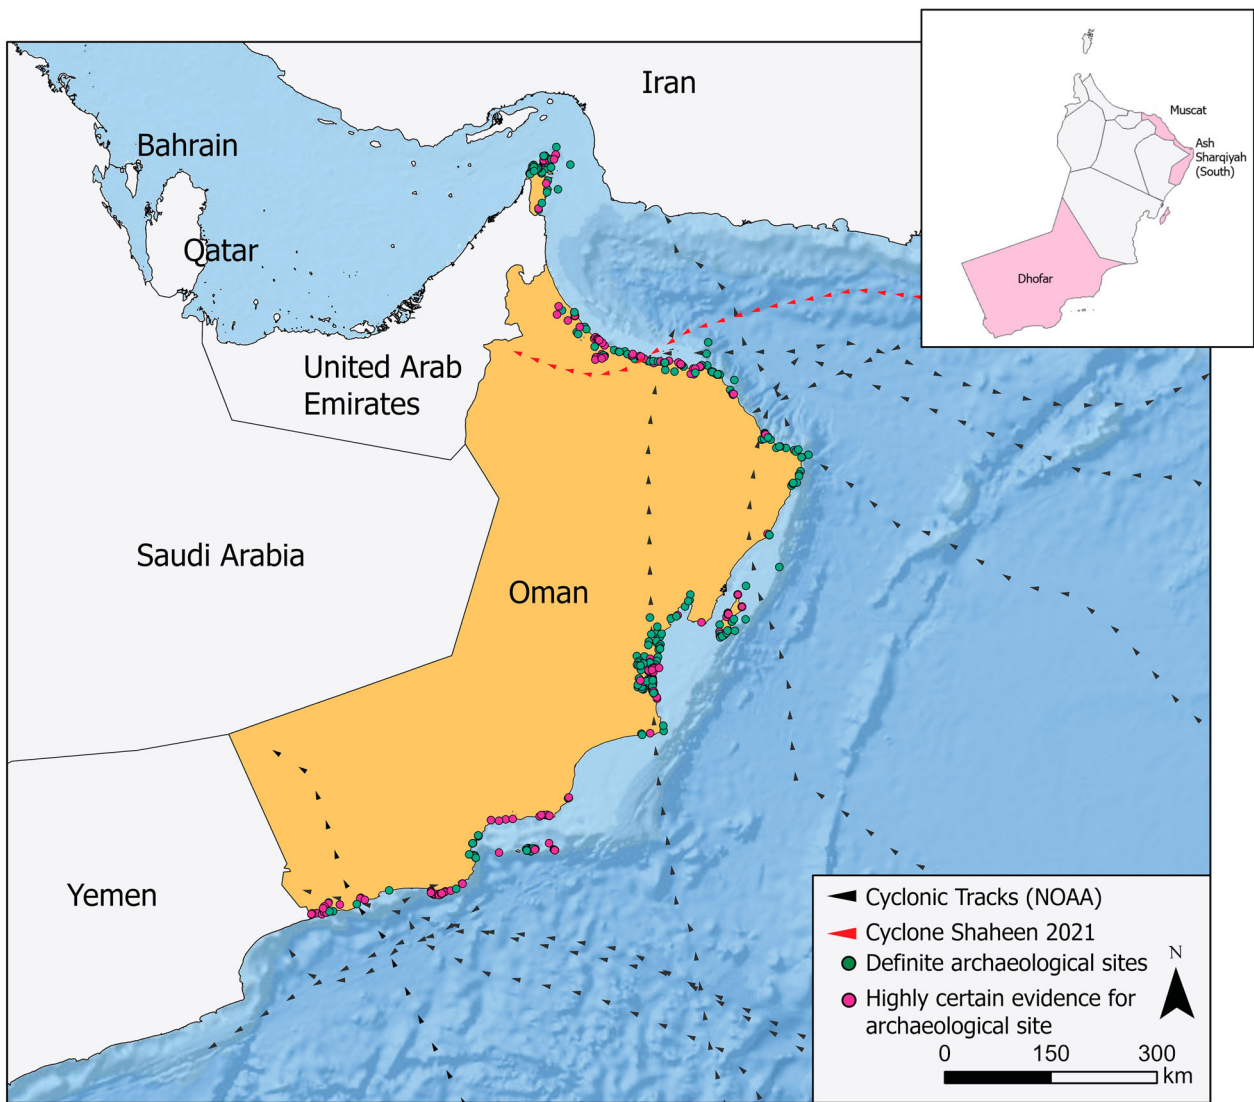 Iran
Bahrain
Qatar
United Arab
Emirates
Saudi Arabia
Oman
Yemen
Muscat
Ash
Sharqiyah
(South)
Dhofar
Cyclonic Tracks (NOAA)
Cyclone Shaheen 2021
Definite archaeological sites
Highly certain evidence for
archaeological site
N
0 150 300
km